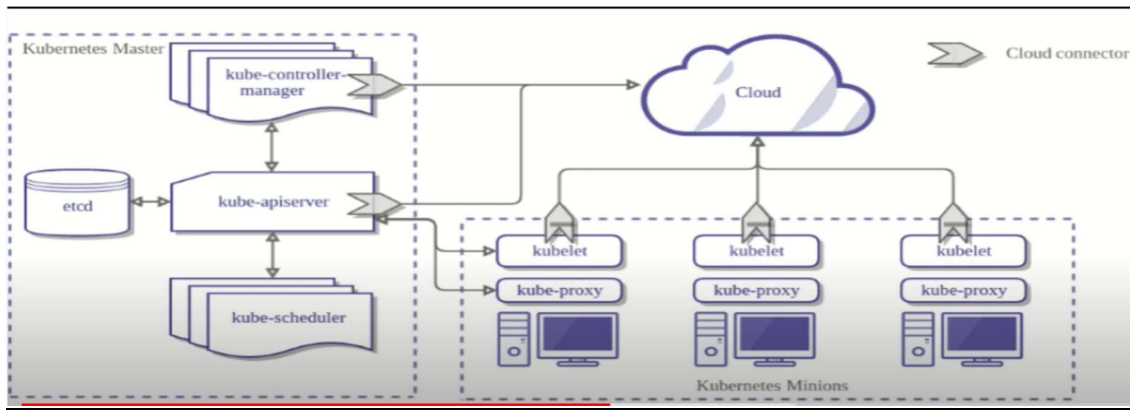 Kubernetes Master
kube-controller-
manager
Cloud
Cloud connector
etcd
kube-apiserver
kube-scheduler
kubelet
kubelet
kubelet
kube-proxy
kube-proxy
kube-proxy
Kubernetes Minions